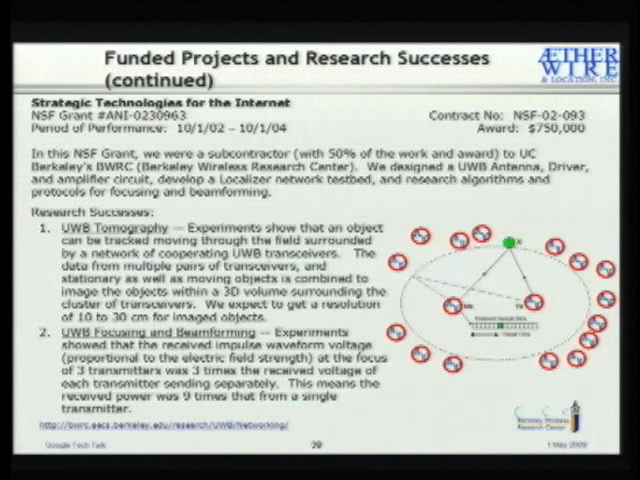 Funded Projects and Research Successes
(continued)
ÆTHER
WIRE
& LOCATION, INC.
Strategic Technologies for the Internet
NSF Grant #ANI-0230963
Contract No: NSF-02-093
Period of Performance: 10/1/02 – 10/1/04
Award: $750,000
In this NSF Grant, we were a subcontractor (with 50% of the work and award) to UC
Berkeley's BWRC (Berkeley Wireless Research Center). We designed a UWB Antenna, Driver,
and amplifier circuit, develop a Localizer network testbed, and research algorithms and
protocols for focusing and beamforming.
Research Successes:
1. UWB Tomography — Experiments show that an object
can be tracked moving through the field surrounded
by a network of cooperating UWB transceivers. The
data from multiple pairs of transceivers, and
stationary as well as moving objects is combined to
image the objects within a 3D volume surrounding the
cluster of transceivers. We expect to get a resolution
of 10 to 30 cm for imaged objects.
2. UWB Focusing and Beamforming — Experiments
showed that the received impulse waveform voltage
(proportional to the electric field strength) at the focus
of 3 transmitters was 3 times the received voltage of
each transmitter sending separately. This means the
received power was 9 times that from a single
transmitter.
http://bwrc.eecs.berkeley.edu/research/UWB/Networking/
Berkeley Wireless
Research Center
Google Tech Talk
39
1 May 2009